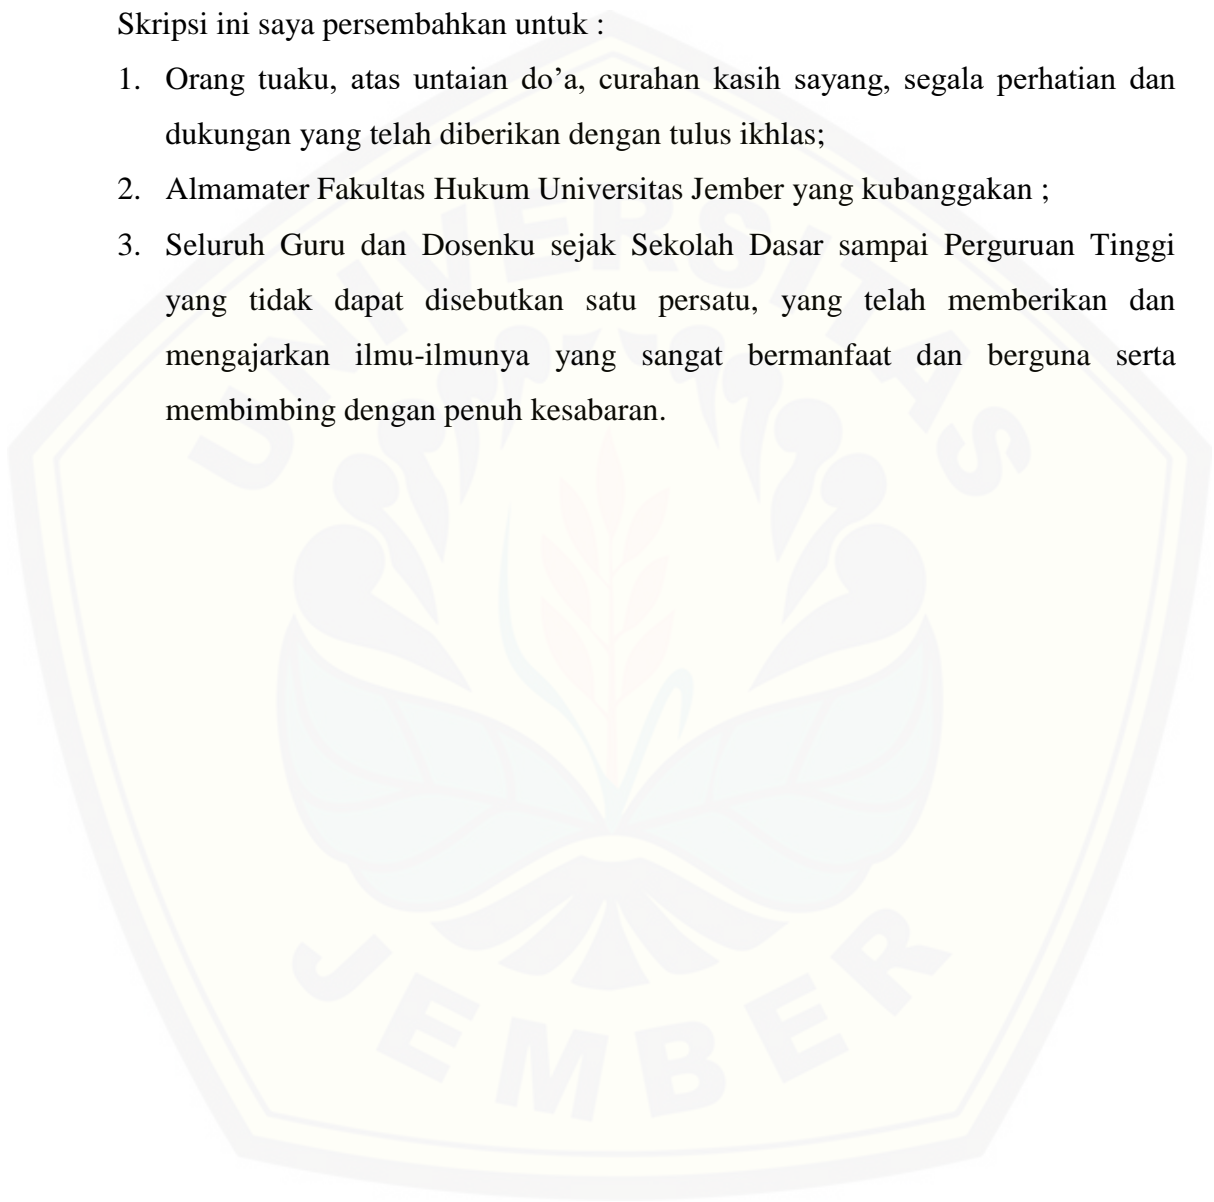 Skripsi ini saya persembahkan untuk :
1. Orang tuaku, atas untaian do’a, curahan kasih sayang, segala perhatian dan
dukungan yang telah diberikan dengan tulus ikhlas;
2. Almamater Fakultas Hukum Universitas Jember yang kubanggakan ;
3. Seluruh Guru dan Dosenku sejak Sekolah Dasar sampai Perguruan Tinggi
yang tidak dapat disebutkan satu persatu, yang telah memberikan dan
mengajarkan ilmu-ilmunya yang sangat bermanfaat dan berguna serta
membimbing dengan penuh kesabaran.
UNIVERSITAS
JEMBER